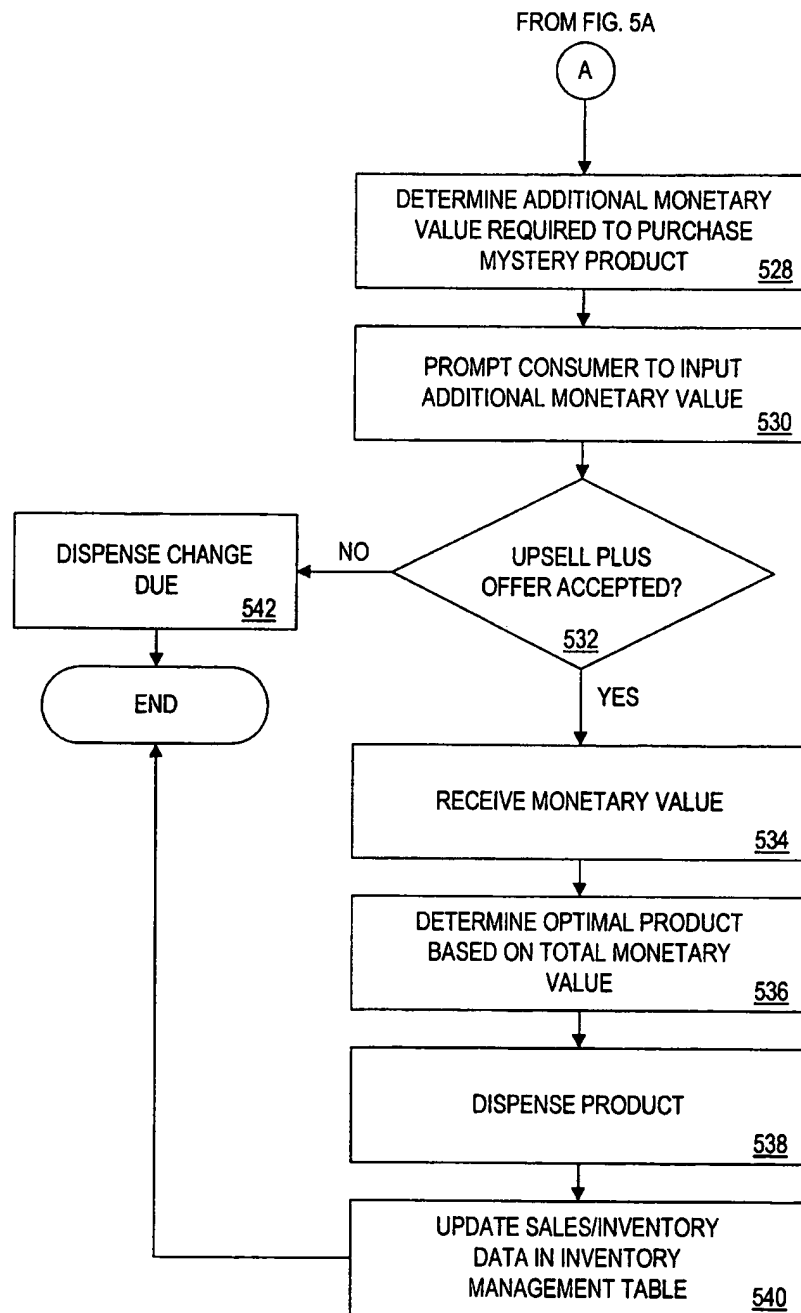 FROM FIG. 5A
A
DETERMINE ADDITIONAL MONETARY
VALUE REQUIRED TO PURCHASE
MYSTERY PRODUCT
528
PROMPT CONSUMER TO INPUT
ADDITIONAL MONETARY VALUE
530
UPSELL PLUS
OFFER ACCEPTED?
532
NO
DISPENSE CHANGE
DUE
542
END
YES
RECEIVE MONETARY VALUE
534
DETERMINE OPTIMAL PRODUCT
BASED ON TOTAL MONETARY
VALUE
536
DISPENSE PRODUCT
538
UPDATE SALES/INVENTORY
DATA IN INVENTORY
MANAGEMENT TABLE
540